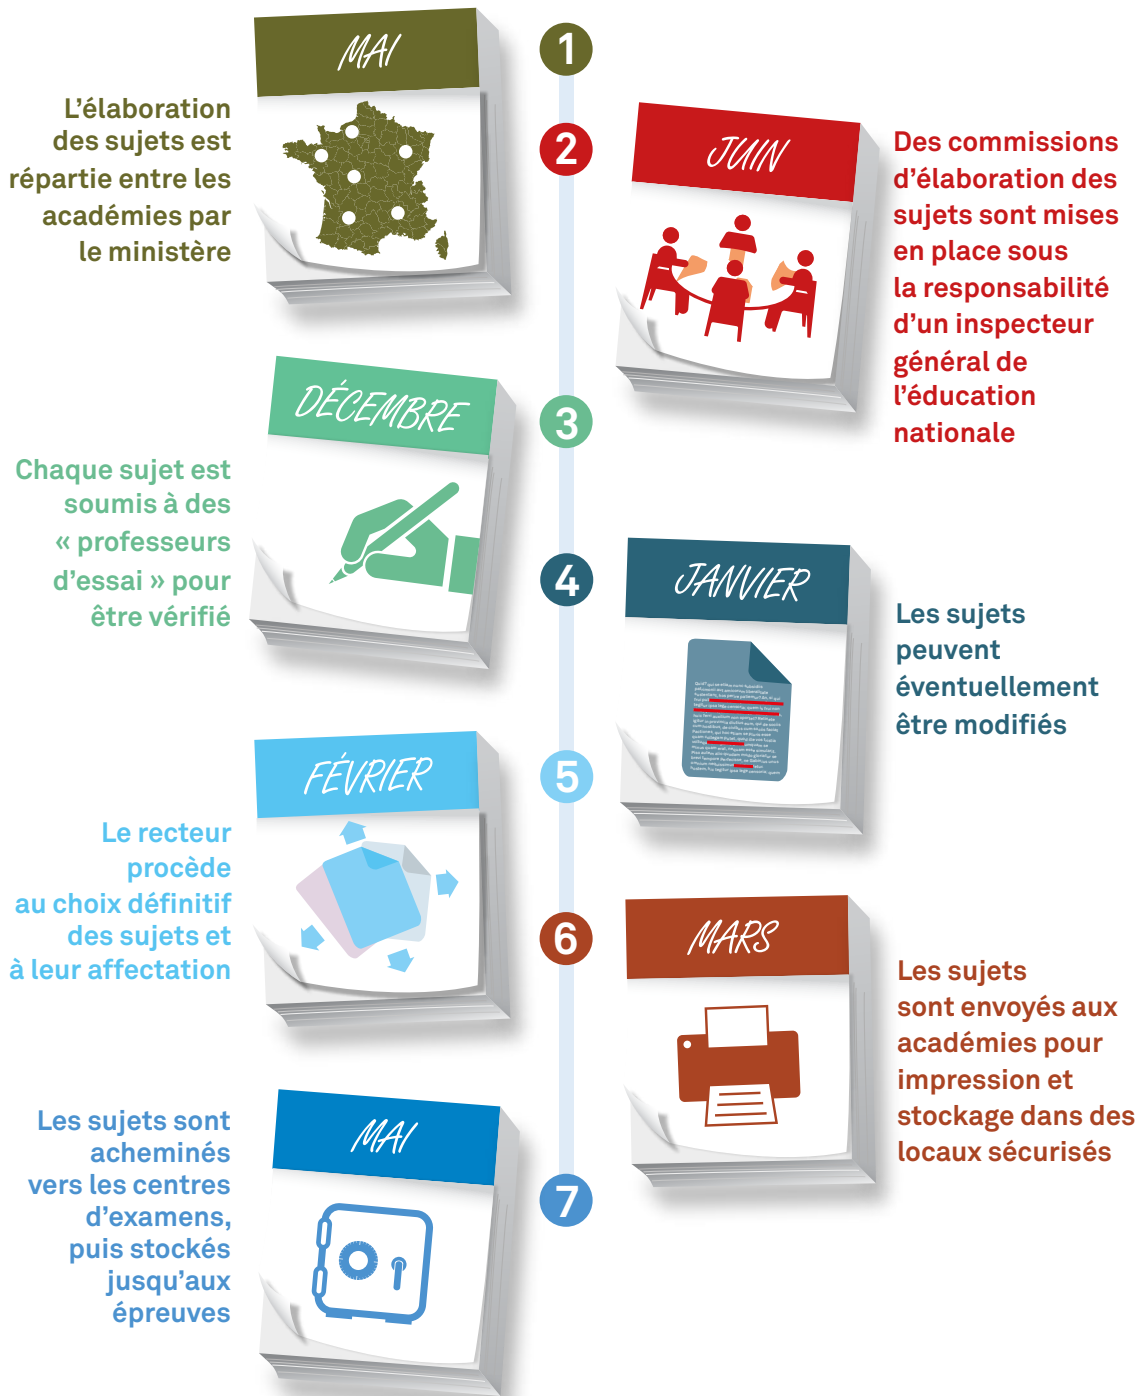 MAI
1
L'élaboration
des sujets est
répartie entre les
académies par
le ministère
2
JUIN
Des commissions
d'élaboration des
sujets sont mises
en place sous
la responsabilité
d'un inspecteur
général de
l'éducation
nationale
DÉCEMBRE
3
Chaque sujet est
soumis à des
« professeurs
d'essai » pour
être vérifié
4
JANVIER
Les sujets
peuvent
éventuellement
être modifiés
FÉVRIER
5
Le recteur
procède
au choix définitif
des sujets et
à leur affectation
6
MARS
Les sujets
sont envoyés aux
académies pour
impression et
stockage dans des
locaux sécurisés
MAI
7
Les sujets sont
acheminés
vers les centres
d'examens,
puis stockés
jusqu'aux
épreuves